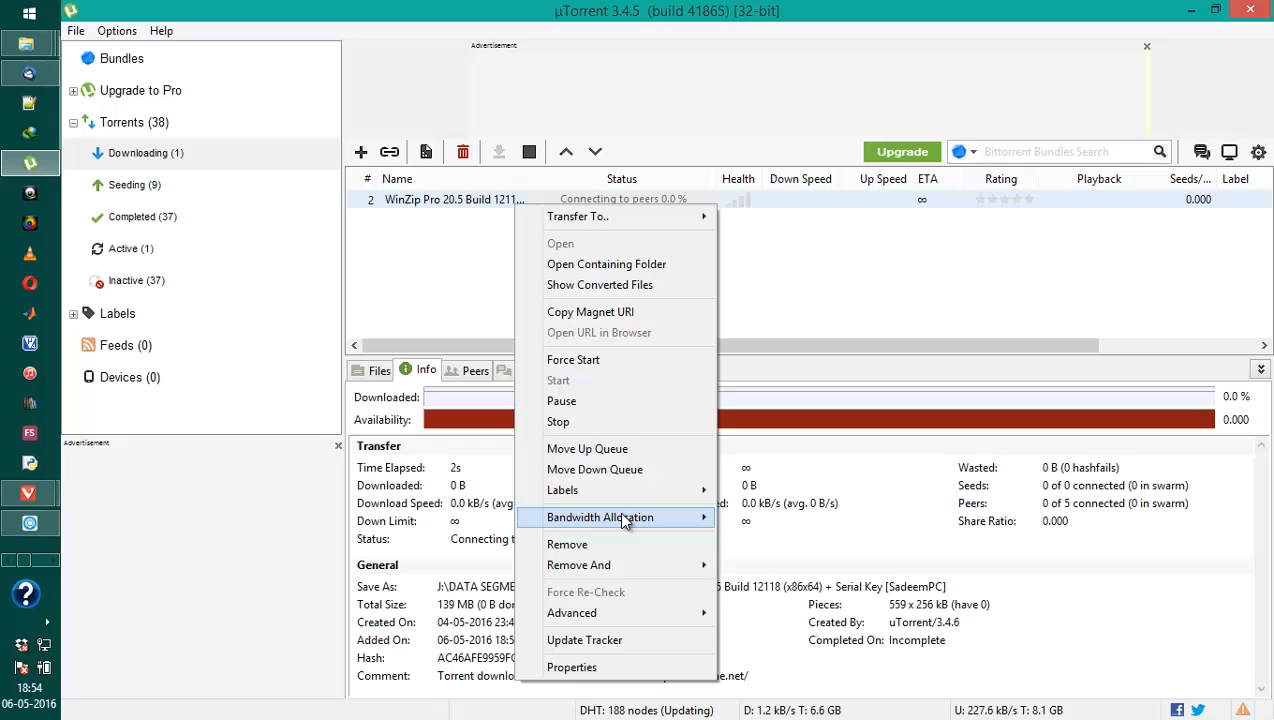 µTorrent 3.4.5 (build 41865) [32-bit]
File Options Help
Advertisement
Bundles
Upgrade to Pro
Torrents (38)
Downloading (1)
Seeding (9)
Completed (37)
Active (1)
Inactive (37)
Labels
Feeds (0)
Devices (0)
Advertisement
Upgrade
Bittorrent Bundles Search
# Name Status Health Down Speed Up Speed ETA Rating Playback Seeds/... Label
2 WinZip Pro 20.5 Build 1211... Connecting to peers 0.0 % ∞ 0.000
Transfer To..
Open
Open Containing Folder
Show Converted Files
Copy Magnet URI
Open URL in Browser
Force Start
Start
Pause
Stop
Move Up Queue
Move Down Queue
Labels
Bandwidth Allocation
Remove
Remove And
Force Re-Check
Advanced
Update Tracker
Properties
Files Info Peers
Downloaded: 0.0 %
Availability: 0.000
Transfer
Time Elapsed: 2s ∞ Wasted: 0 B (0 hashfails)
Downloaded: 0 B 0 B Seeds: 0 of 0 connected (0 in swarm)
Download Speed: 0.0 kB/s (avg. 0 B/s) 0.0 kB/s (avg. 0 B/s) Peers: 0 of 5 connected (0 in swarm)
Down Limit: ∞ ∞ Share Ratio: 0.000
Status: Connecting t
General
Save As: J:\DATA SEGME Build 12118 (x86x64) + Serial Key [SadeemPC]
Total Size: 139 MB (0 B do Pieces: 559 x 256 kB (have 0)
Created On: 04-05-2016 23:4 Created By: uTorrent/3.4.6
Added On: 06-05-2016 18:5 Completed On: Incomplete
Hash: AC46AFE9959F
Comment: Torrent downlo e.net/
DHT: 188 nodes (Updating) D: 1.2 kB/s T: 6.6 GB U: 227.6 kB/s T: 8.1 GB
FS
18:54
06-05-2016